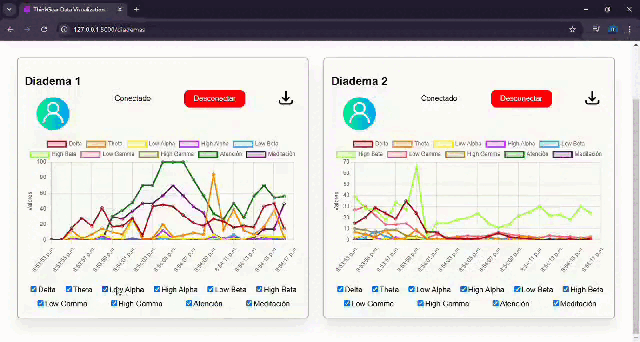 ThinkGear Data Visualization
127.0.0.1:5000/diademas
Diadema 1
Conectado
Desconectar
Delta Theta Low Alpha High Alpha Low Beta
High Beta Low Gamma High Gamma Atención Meditación
Valores
100
80
60
40
20
0
Delta Theta Low Alpha High Alpha Low Beta High Beta
Low Gamma High Gamma Atención Meditación
Diadema 2
Conectado
Desconectar
Delta Theta Low Alpha High Alpha Low Beta
High Beta Low Gamma High Gamma Atención Meditación
Valores
70
60
50
40
30
20
10
0
Delta Theta Low Alpha High Alpha Low Beta High Beta
Low Gamma High Gamma Atención Meditación